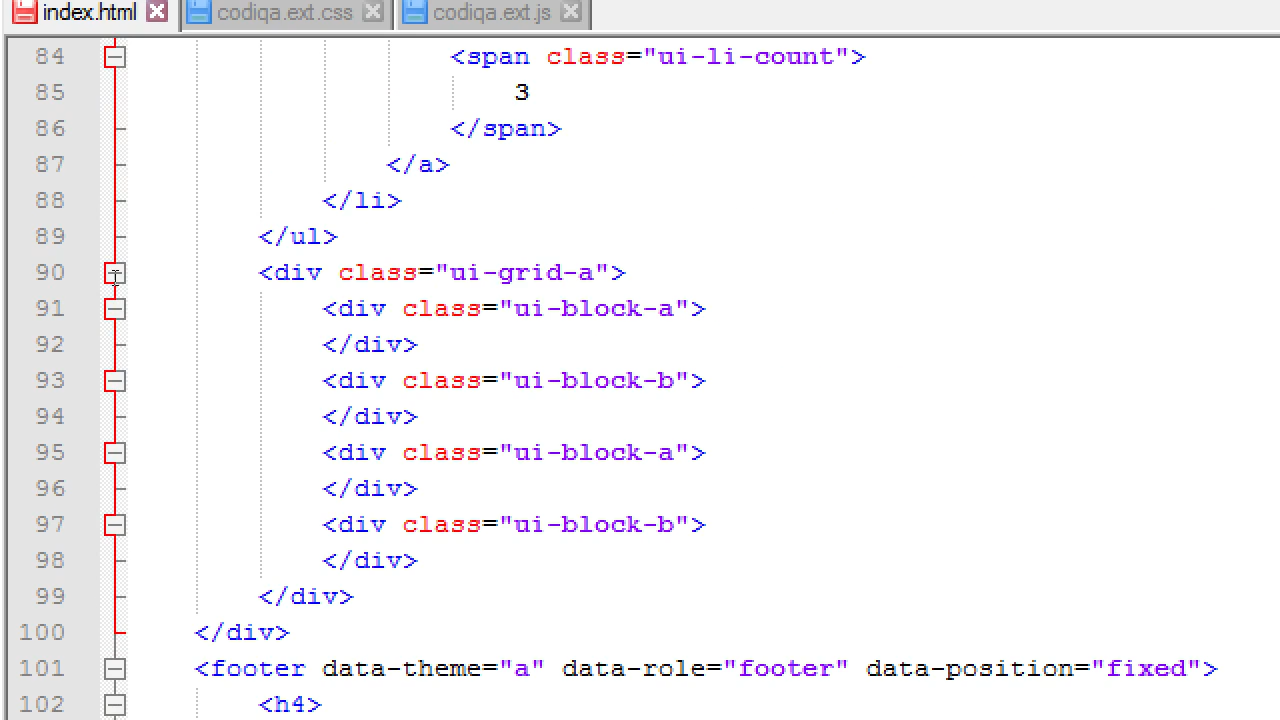 index.html codiqa.ext.css codiqa.ext.js
84 <span class="ui-li-count">
85 3
86 </span>
87 </a>
88 </li>
89 </ul>
90 <div class="ui-grid-a">
91 <div class="ui-block-a">
92 </div>
93 <div class="ui-block-b">
94 </div>
95 <div class="ui-block-a">
96 </div>
97 <div class="ui-block-b">
98 </div>
99 </div>
100 </div>
101 <footer data-theme="a" data-role="footer" data-position="fixed">
102 <h4>